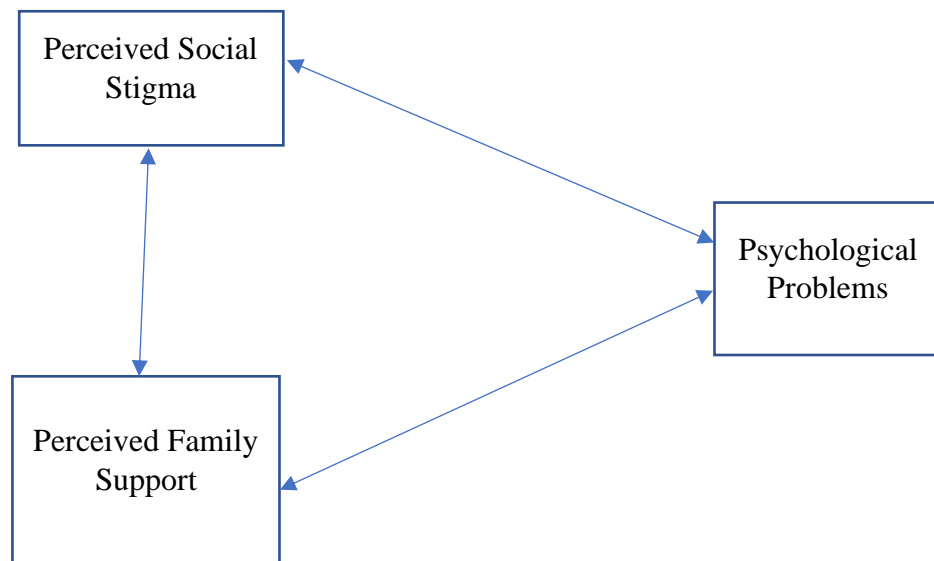 Perceived Social
Stigma
Psychological
Problems
Perceived Family
Support